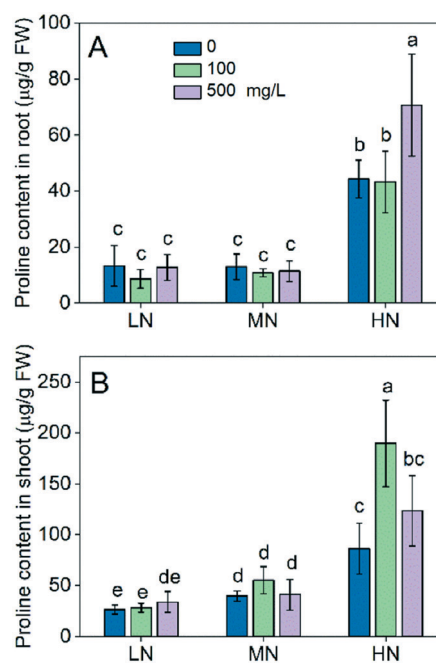 A
0
100
500 mg/L
Proline content in root (µg/g FW)
100
80
60
40
20
0
c c c
c c c
b b a
LN MN HN
B
Proline content in shoot (µg/g FW)
250
200
150
100
50
0
e e de
d d d
c a bc
LN MN HN